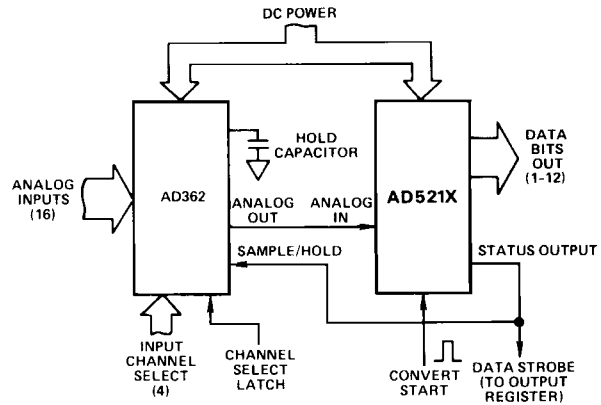 DC POWER
HOLD
CAPACITOR
DATA
BITS
OUT
(1-12)
ANALOG
INPUTS
(16)
AD362
AD521X
ANALOG
OUT
ANALOG
IN
SAMPLE/HOLD
STATUS OUTPUT
INPUT
CHANNEL
SELECT
(4)
CHANNEL
SELECT
LATCH
CONVERT
START
DATA STROBE
(TO OUTPUT
REGISTER)